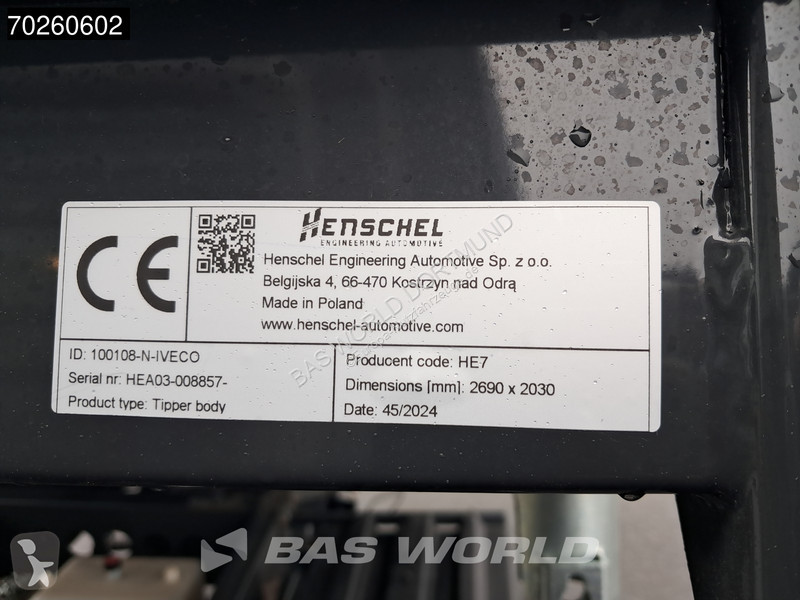 70260602
CE
HENSCHEL
ENGINEERING AUTOMOTIVE
Henschel Engineering Automotive Sp. z o.o.
Belgijska 4, 66-470 Kostrzyn nad Odrą
Made in Poland
www.henschel-automotive.com
ID: 100108-N-IVECO
Serial nr: HEA03-008857-
Product type: Tipper body
Producent code: HE7
Dimensions [mm]: 2690 x 2030
Date: 45/2024
BAS WORLD DORTMUND
BAS WORLD